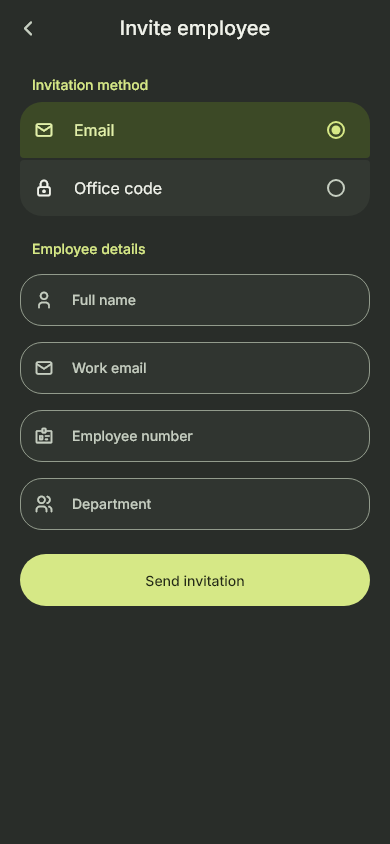 Invite employee
Invitation method
Email
Office code
Employee details
Full name
Work email
Employee number
Department
Send invitation